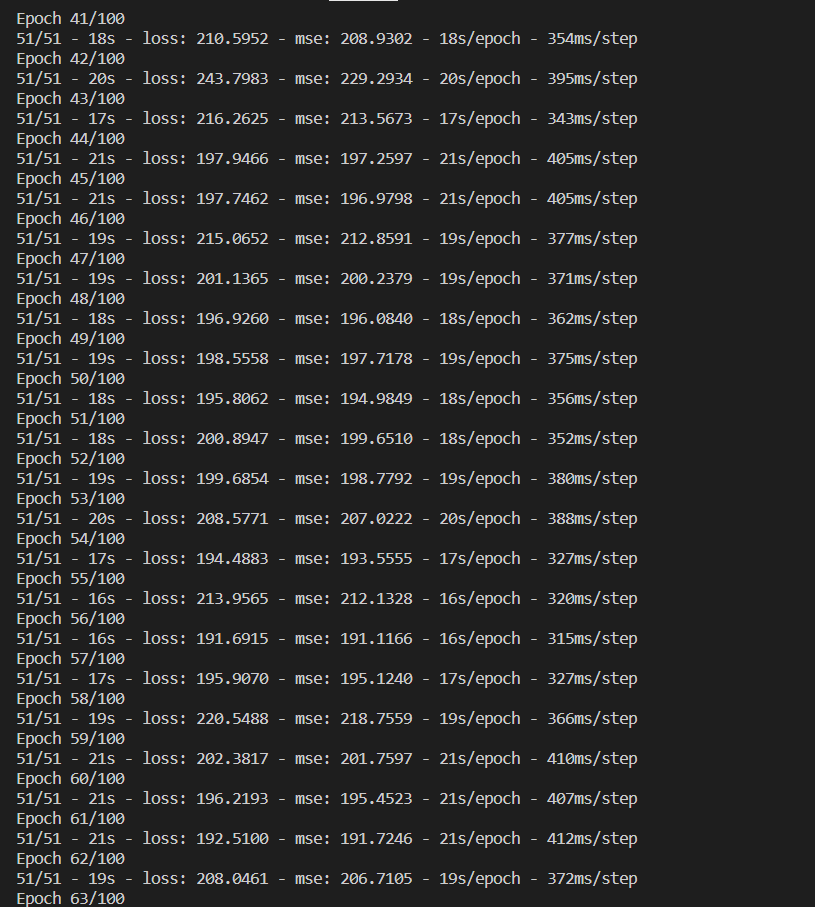 Epoch 41/100
51/51 - 18s - loss: 210.5952 - mse: 208.9302 - 18s/epoch - 354ms/step
Epoch 42/100
51/51 - 20s - loss: 243.7983 - mse: 229.2934 - 20s/epoch - 395ms/step
Epoch 43/100
51/51 - 17s - loss: 216.2625 - mse: 213.5673 - 17s/epoch - 343ms/step
Epoch 44/100
51/51 - 21s - loss: 197.9466 - mse: 197.2597 - 21s/epoch - 405ms/step
Epoch 45/100
51/51 - 21s - loss: 197.7462 - mse: 196.9798 - 21s/epoch - 405ms/step
Epoch 46/100
51/51 - 19s - loss: 215.0652 - mse: 212.8591 - 19s/epoch - 377ms/step
Epoch 47/100
51/51 - 19s - loss: 201.1365 - mse: 200.2379 - 19s/epoch - 371ms/step
Epoch 48/100
51/51 - 18s - loss: 196.9260 - mse: 196.0840 - 18s/epoch - 362ms/step
Epoch 49/100
51/51 - 19s - loss: 198.5558 - mse: 197.7178 - 19s/epoch - 375ms/step
Epoch 50/100
51/51 - 18s - loss: 195.8062 - mse: 194.9849 - 18s/epoch - 356ms/step
Epoch 51/100
51/51 - 18s - loss: 200.8947 - mse: 199.6510 - 18s/epoch - 352ms/step
Epoch 52/100
51/51 - 19s - loss: 199.6854 - mse: 198.7792 - 19s/epoch - 380ms/step
Epoch 53/100
51/51 - 20s - loss: 208.5771 - mse: 207.0222 - 20s/epoch - 388ms/step
Epoch 54/100
51/51 - 17s - loss: 194.4883 - mse: 193.5555 - 17s/epoch - 327ms/step
Epoch 55/100
51/51 - 16s - loss: 213.9565 - mse: 212.1328 - 16s/epoch - 320ms/step
Epoch 56/100
51/51 - 16s - loss: 191.6915 - mse: 191.1166 - 16s/epoch - 315ms/step
Epoch 57/100
51/51 - 17s - loss: 195.9070 - mse: 195.1240 - 17s/epoch - 327ms/step
Epoch 58/100
51/51 - 19s - loss: 220.5488 - mse: 218.7559 - 19s/epoch - 366ms/step
Epoch 59/100
51/51 - 21s - loss: 202.3817 - mse: 201.7597 - 21s/epoch - 410ms/step
Epoch 60/100
51/51 - 21s - loss: 196.2193 - mse: 195.4523 - 21s/epoch - 407ms/step
Epoch 61/100
51/51 - 21s - loss: 192.5100 - mse: 191.7246 - 21s/epoch - 412ms/step
Epoch 62/100
51/51 - 19s - loss: 208.0461 - mse: 206.7105 - 19s/epoch - 372ms/step
Epoch 63/100